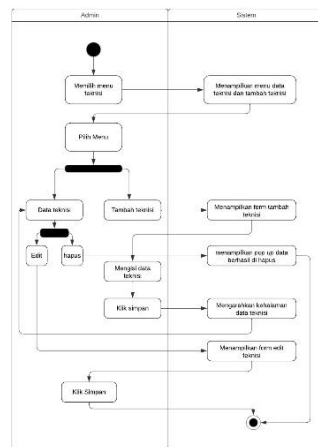 Admin
Sistem
Memilih menu
teknisi
Menampilkan menu data
teknisi dan tambah teknisi
Pilih Menu
Data teknisi
Tambah teknisi
Menampilkan form tambah
teknisi
Edit
hapus
menampilkan pop up data
berhasil di hapus
Mengisi data
teknisi
Klik simpan
Mengarahkan kehalaman
data teknisi
Menampilkan form edit
teknisi
Klik Simpan